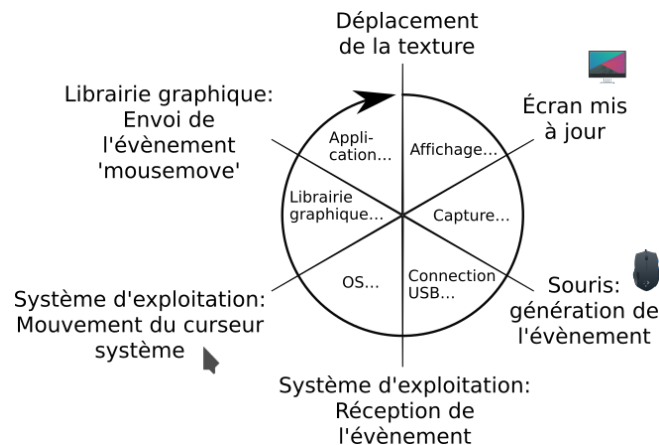 Déplacement
de la texture
Écran mis
à jour
Souris:
génération de
l'évènement
Système d'exploitation:
Réception de
l'évènement
Système d'exploitation:
Mouvement du curseur
système
Librairie graphique:
Envoi de
l'évènement
'mousemove'
Affichage...
Capture...
Connection
USB...
OS...
Librairie
graphique...
Appli-
cation...